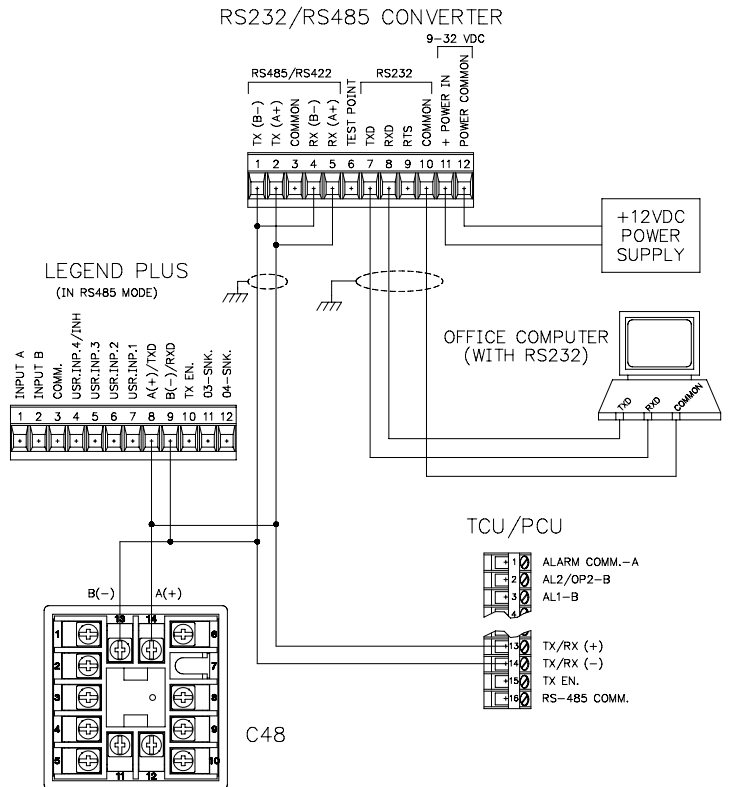 RS232/RS485 CONVERTER
9-32 VDC
RS485/RS422
RS232
TX (B-)
TX (A+)
COMMON
RX (B-)
RX (A+)
TEST POINT
TXD
RXD
RTS
COMMON
+ POWER IN
POWER COMMON
1 2 3 4 5 6 7 8 9 10 11 12
+12VDC
POWER
SUPPLY
LEGEND PLUS
(IN RS485 MODE)
INPUT A
INPUT B
COMM.
USR.INP.4/INH
USR.INP.3
USR.INP.2
USR.INP.1
A(+)/TXD
B(-)/RXD
TX EN.
03-SNK.
04-SNK.
1 2 3 4 5 6 7 8 9 10 11 12
OFFICE COMPUTER
(WITH RS232)
TXD
RXD
COMMON
TCU/PCU
1 ALARM COMM.-A
2 AL2/OP2-B
3 AL1-B
4
13 TX/RX (+)
14 TX/RX (-)
15 TX EN.
16 RS-485 COMM.
B(-) A(+)
13 14
1 6
2 7
3 8
4 9
5 10
11 12
C48